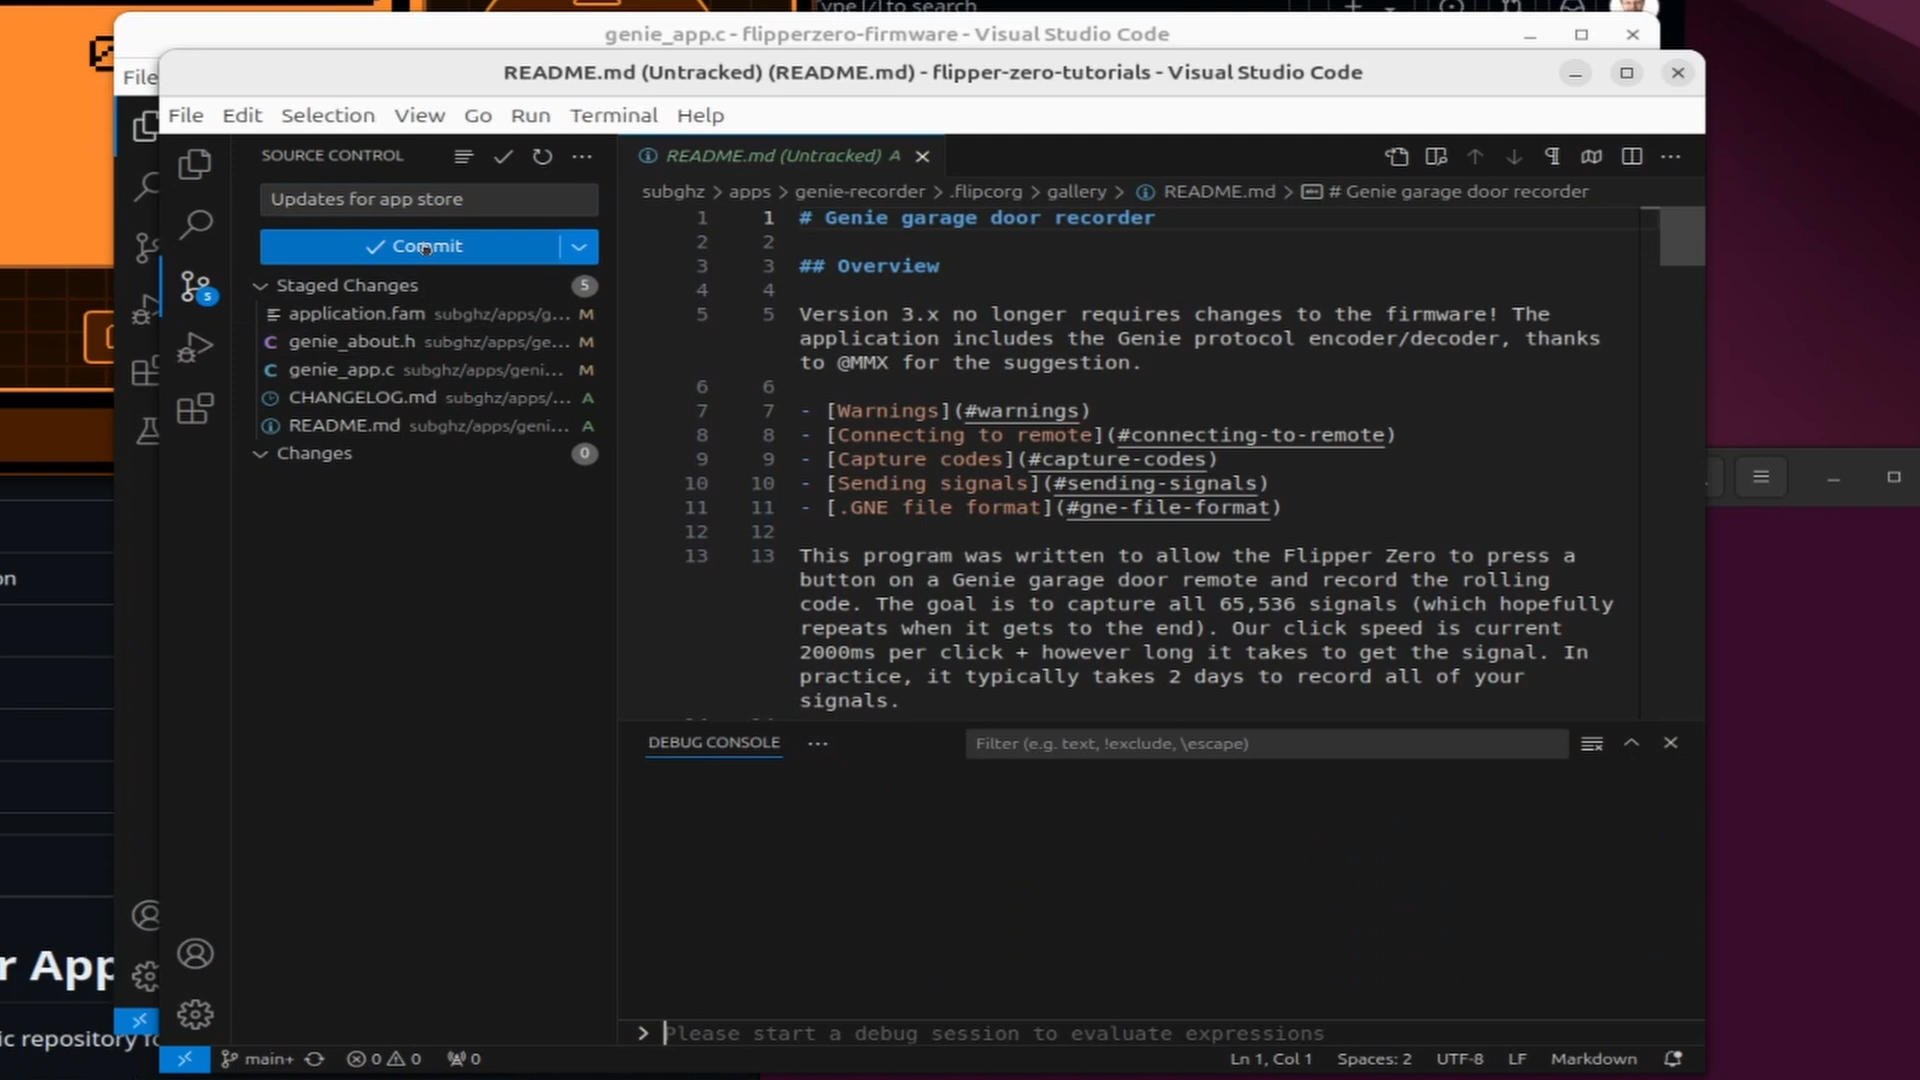 Type [/] to search
genie_app.c - flipperzero-firmware - Visual Studio Code
File
README.md (Untracked) (README.md) - flipper-zero-tutorials - Visual Studio Code
File Edit Selection View Go Run Terminal Help
SOURCE CONTROL
README.md (Untracked) A
Updates for app store
subghz > apps > genie-recorder > .flipcorg > gallery > README.md > # Genie garage door recorder
Commit
Staged Changes 5
application.fam subghz/apps/g... M
genie_about.h subghz/apps/ge... M
genie_app.c subghz/apps/geni... M
CHANGELOG.md subghz/apps/... A
README.md subghz/apps/geni... A
Changes 0
5
1 1 # Genie garage door recorder
2 2
3 3 ## Overview
4 4
5 5 Version 3.x no longer requires changes to the firmware! The
application includes the Genie protocol encoder/decoder, thanks
to @MMX for the suggestion.
6 6
7 7 - [Warnings](#warnings)
8 8 - [Connecting to remote](#connecting-to-remote)
9 9 - [Capture codes](#capture-codes)
10 10 - [Sending signals](#sending-signals)
11 11 - [.GNE file format](#gne-file-format)
12 12
13 13 This program was written to allow the Flipper Zero to press a
button on a Genie garage door remote and record the rolling
code. The goal is to capture all 65,536 signals (which hopefully
repeats when it gets to the end). Our click speed is current
2000ms per click + however long it takes to get the signal. In
practice, it typically takes 2 days to record all of your
signals.
DEBUG CONSOLE
Filter (e.g. text, !exclude, \escape)
> Please start a debug session to evaluate expressions
main+ 0 0 0
Ln 1, Col 1 Spaces: 2 UTF-8 LF Markdown
on
r App
ic repository fo